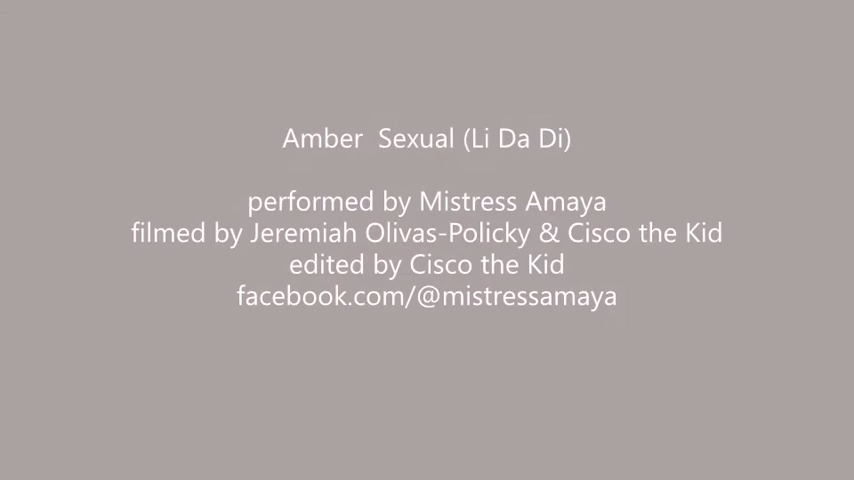 Amber  Sexual (Li Da Di)
performed by Mistress Amaya
filmed by Jeremiah Olivas-Policky & Cisco the Kid
edited by Cisco the Kid
facebook.com/@mistressamaya